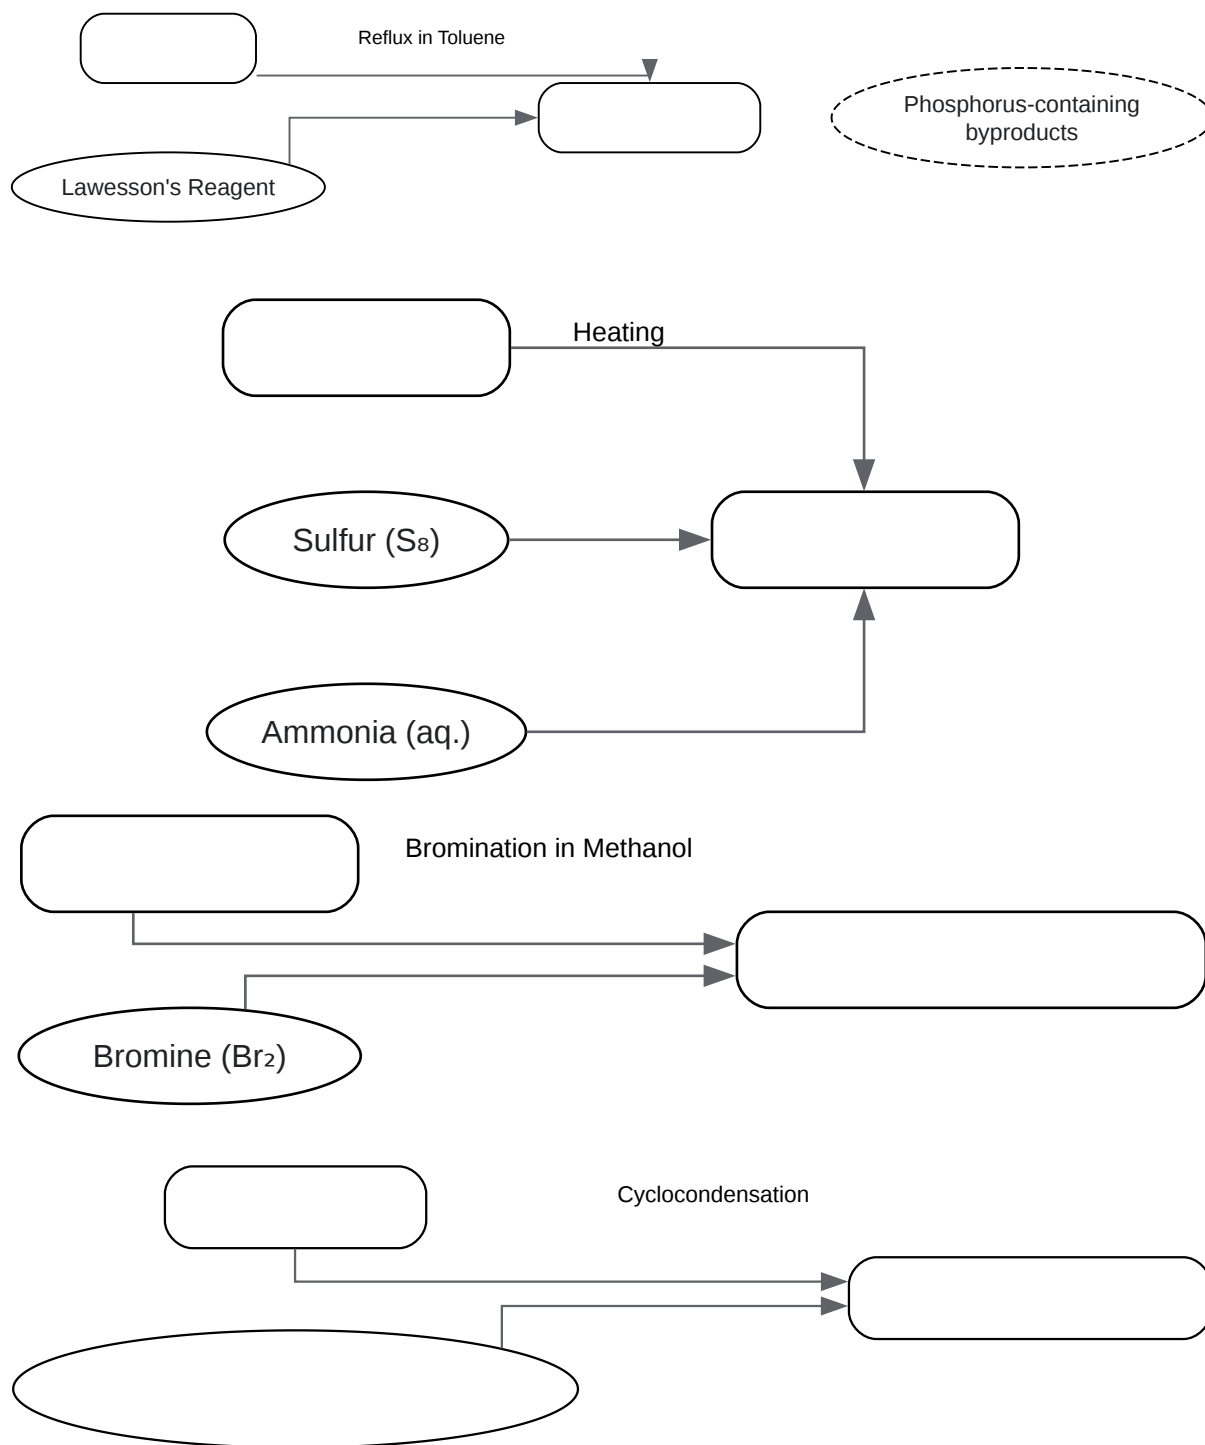 Reflux in Toluene
Phosphorus-containing
byproducts
Lawesson's Reagent
Heating
Sulfur (S₈)
Ammonia (aq.)
Bromination in Methanol
Bromine (Br₂)
Cyclocondensation